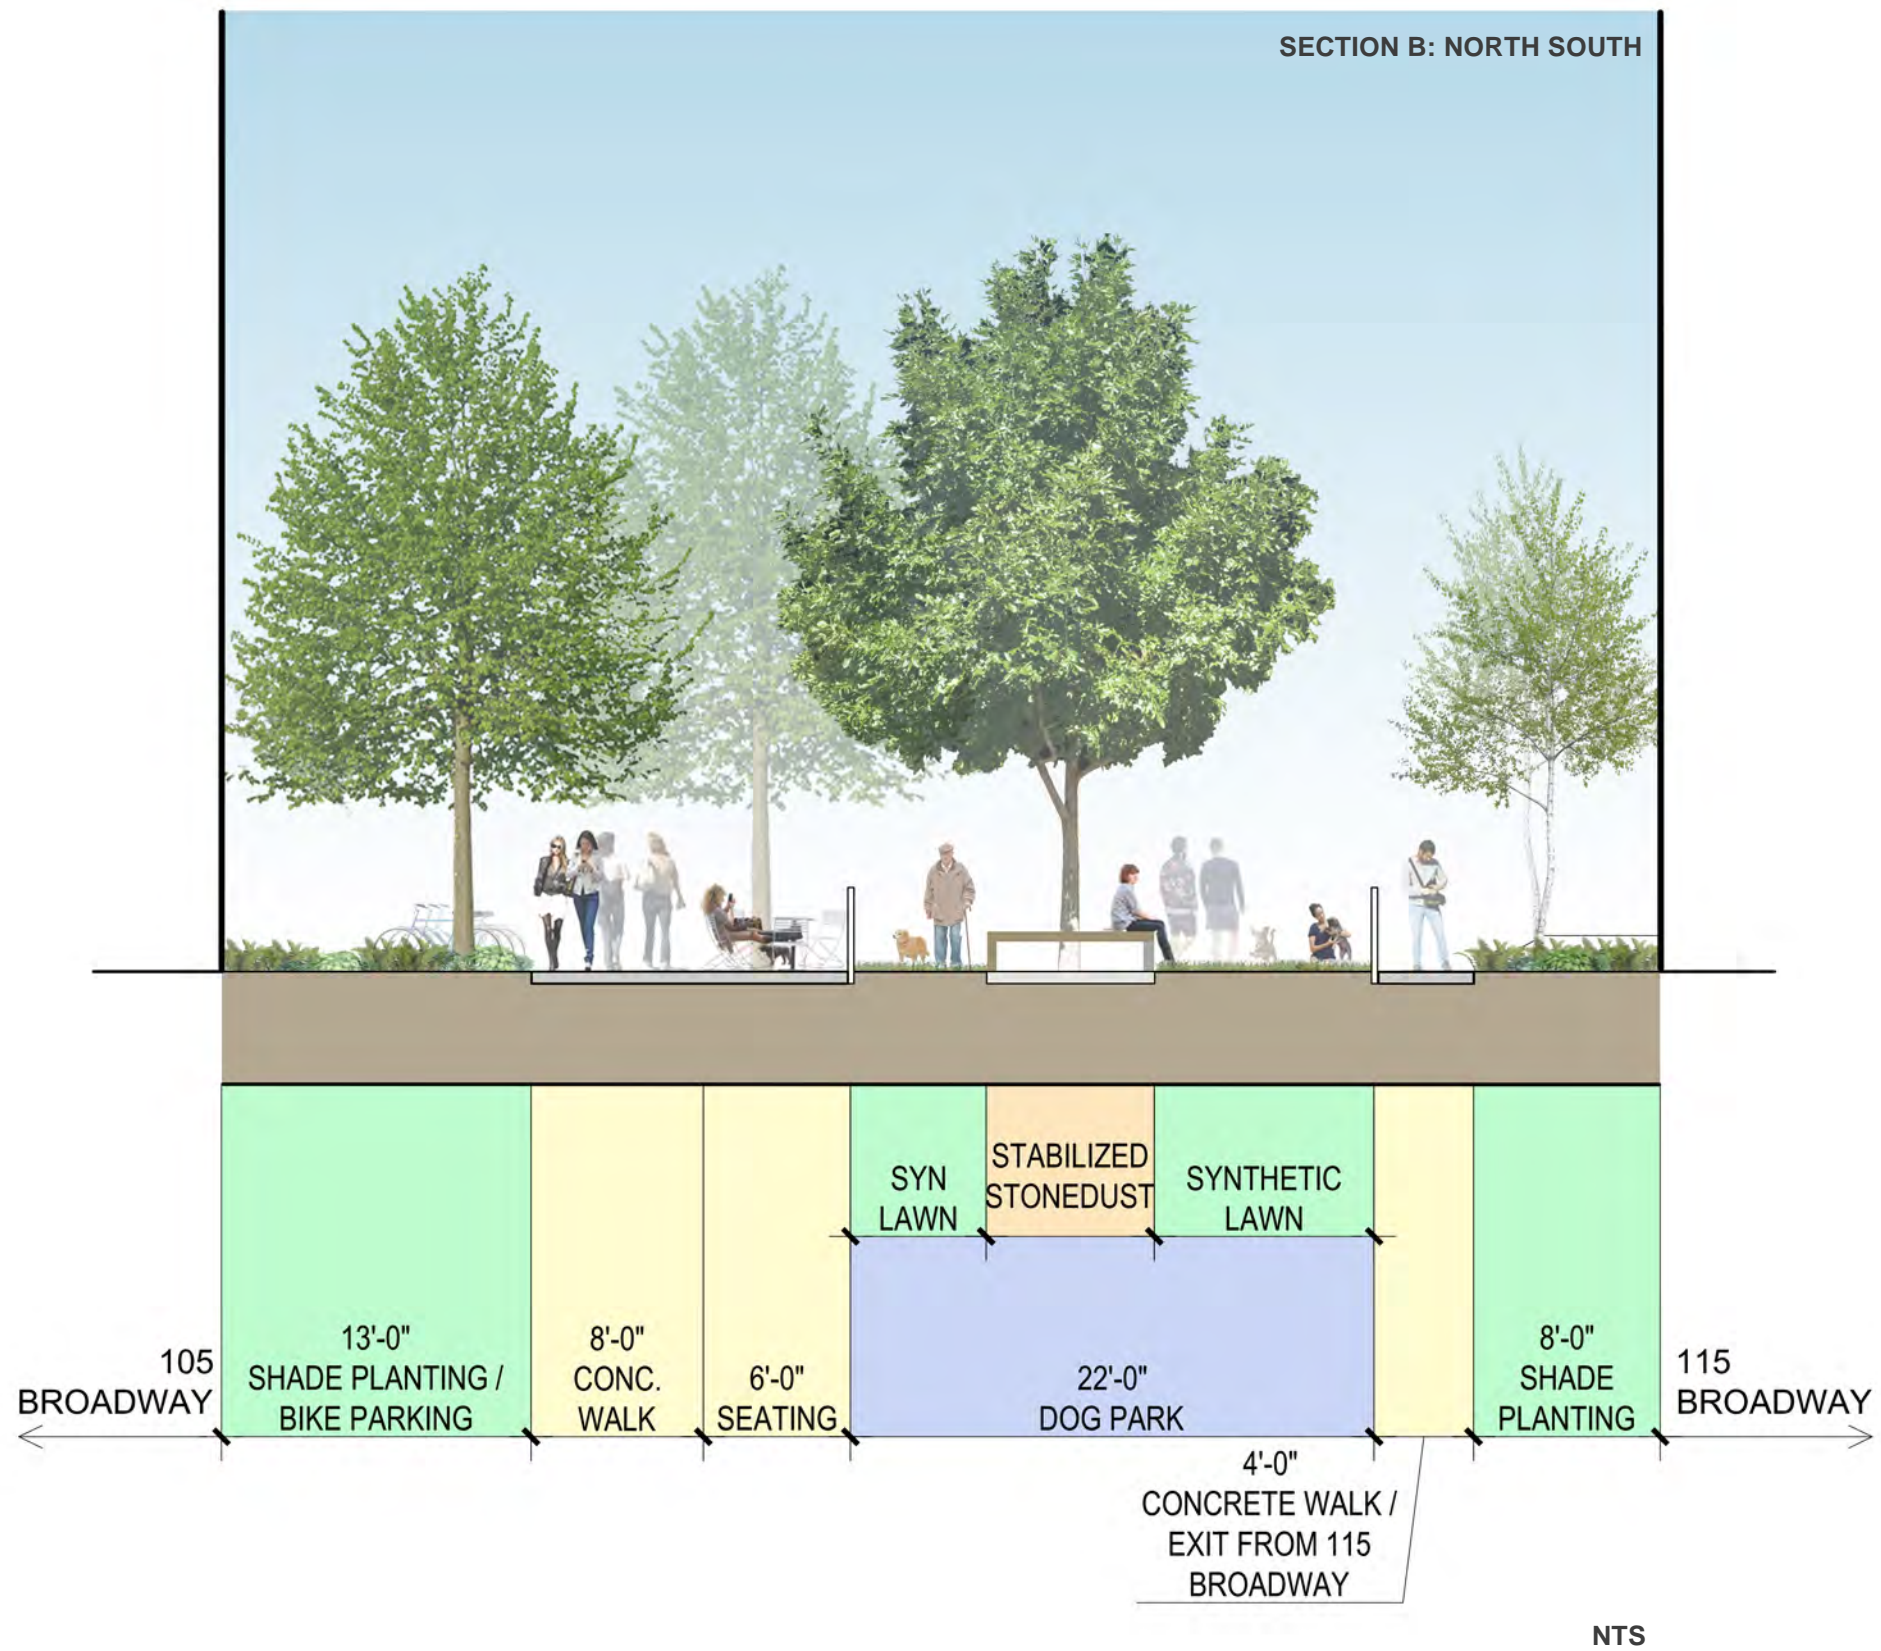 SECTION B: NORTH SOUTH
SYN
LAWN
STABILIZED
STONEDUST
SYNTHETIC
LAWN
105
BROADWAY
13'-0"
SHADE PLANTING /
BIKE PARKING
8'-0"
CONC.
WALK
6'-0"
SEATING
22'-0"
DOG PARK
4'-0"
CONCRETE WALK /
EXIT FROM 115
BROADWAY
8'-0"
SHADE
PLANTING
115
BROADWAY
NTS